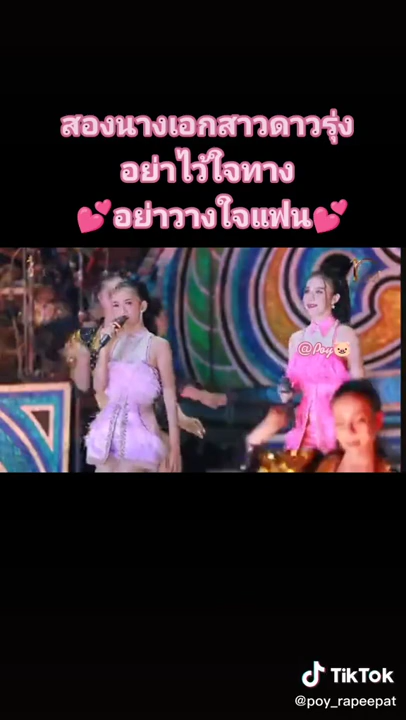 สองนางเอกสาวดาวรุ่ง
อย่าไว้ใจทาง
💕อย่าวางใจแฟน💕
@Poy🐷
TikTok
@poy_rapeepat